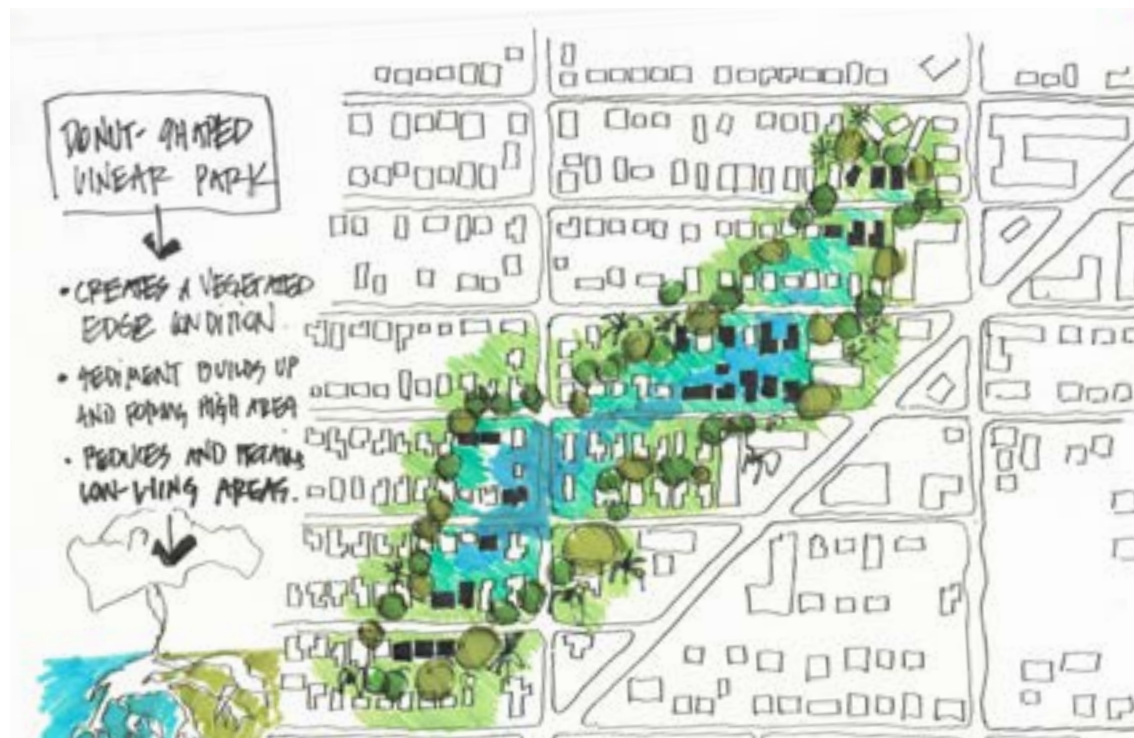 DONUT-SHAPED
LINEAR PARK
• CREATES A VEGETATED
EDGE CONDITION.
• SEDIMENT BUILDS UP
AND FORMING HIGH AREA
• REDUCES AND RETAINS
LOW-LYING AREAS.